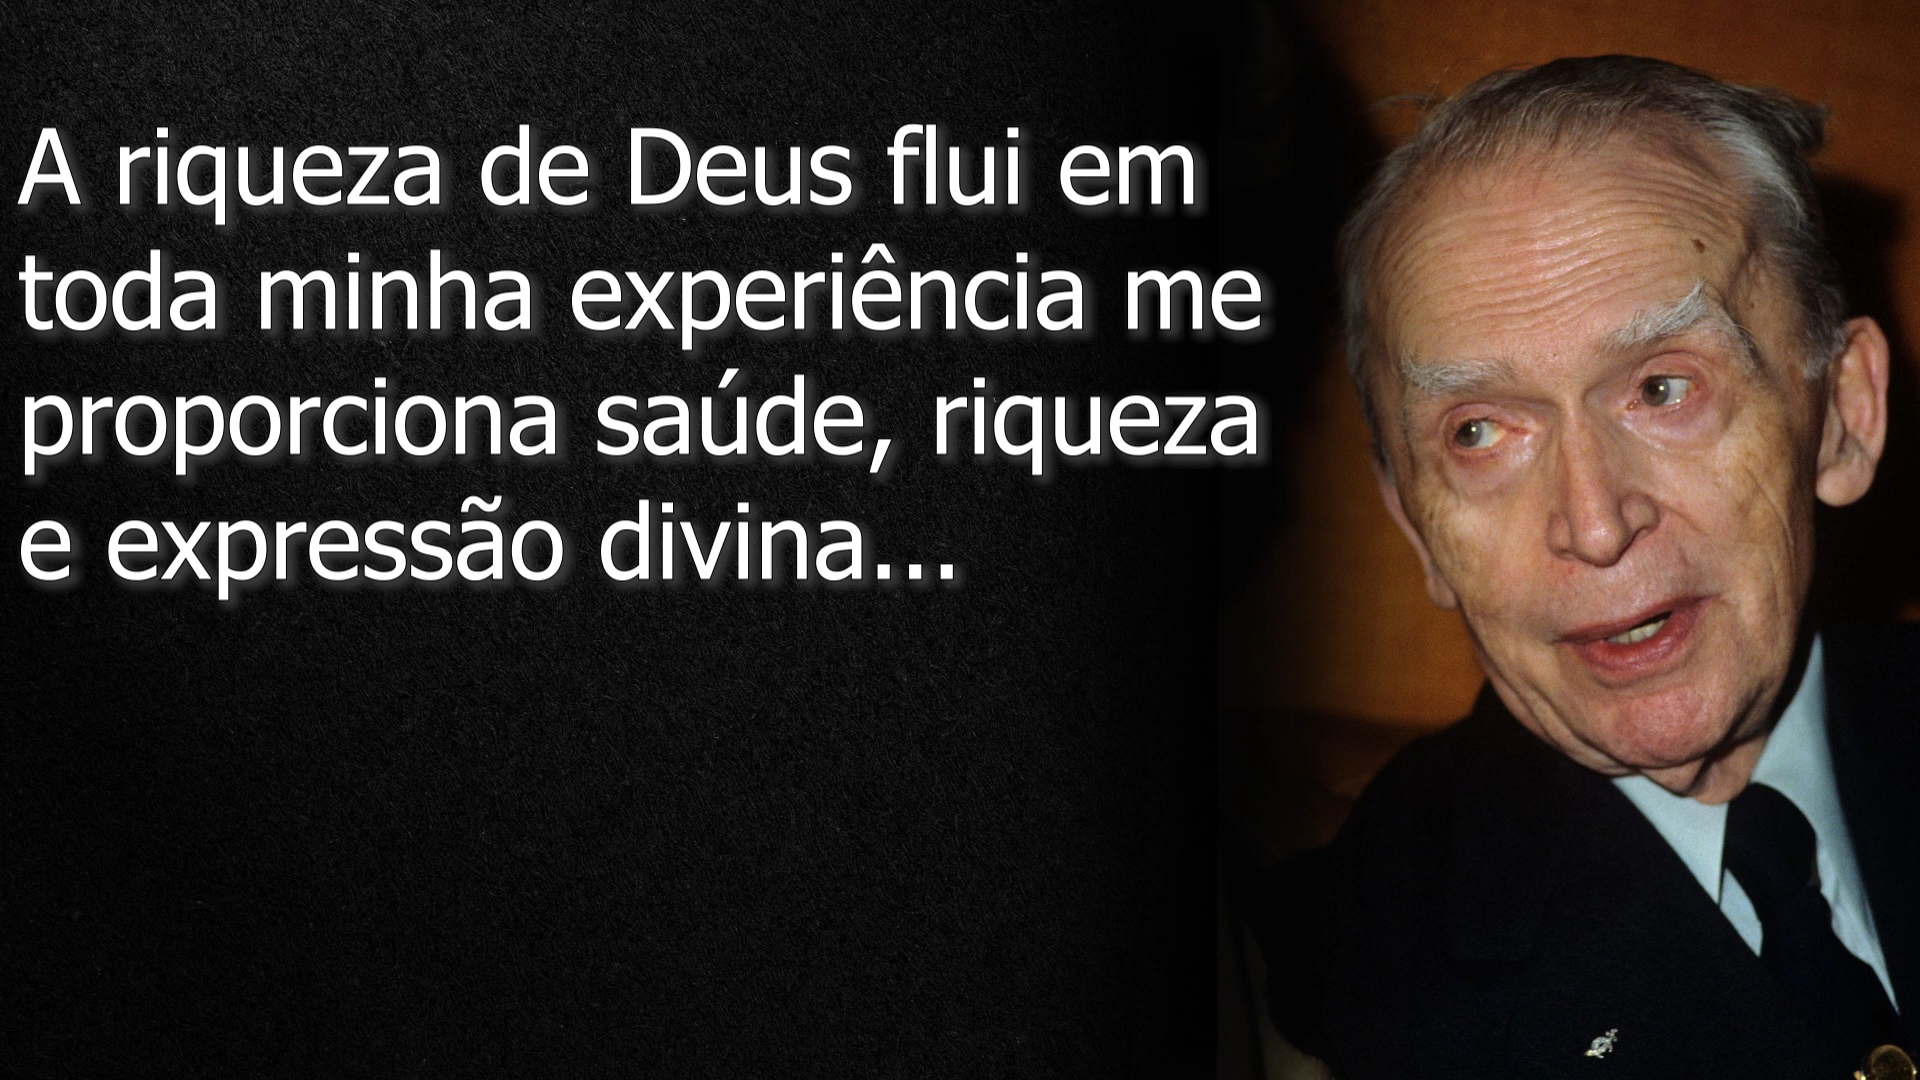 A riqueza de Deus flui em
toda minha experiência me
proporciona saúde, riqueza
e expressão divina...